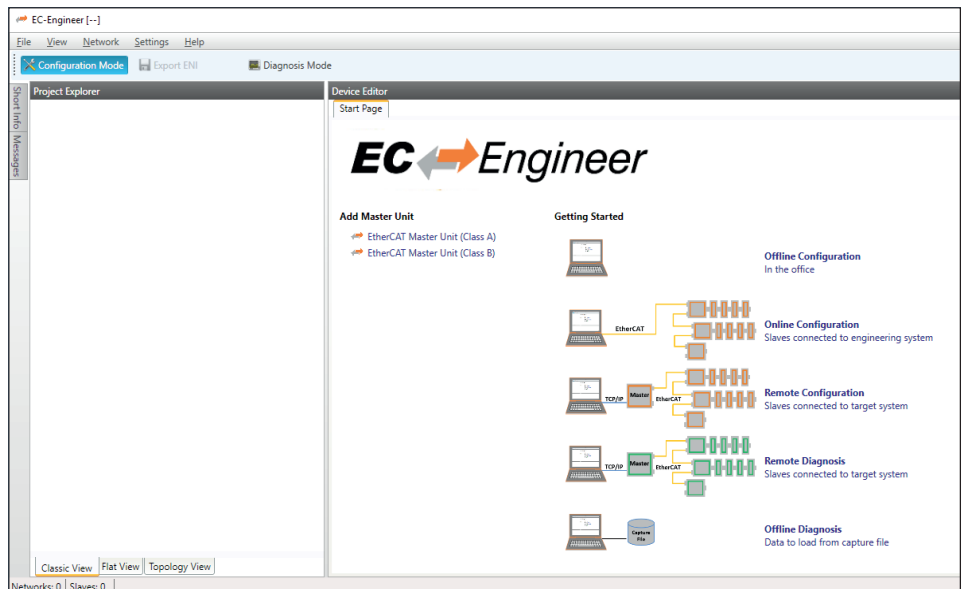 EC-Engineer [--]
File View Network Settings Help
Configuration Mode Export ENI Diagnosis Mode
Short Info
Messages
Project Explorer
Device Editor
Start Page
EC Engineer
Add Master Unit
EtherCAT Master Unit (Class A)
EtherCAT Master Unit (Class B)
Getting Started
Offline Configuration
In the office
EtherCAT
Online Configuration
Slaves connected to engineering system
TCP/IP Master EtherCAT
Remote Configuration
Slaves connected to target system
TCP/IP Master EtherCAT
Remote Diagnosis
Slaves connected to target system
Capture
File
Offline Diagnosis
Data to load from capture file
Classic View Flat View Topology View
Networks: 0 Slaves: 0